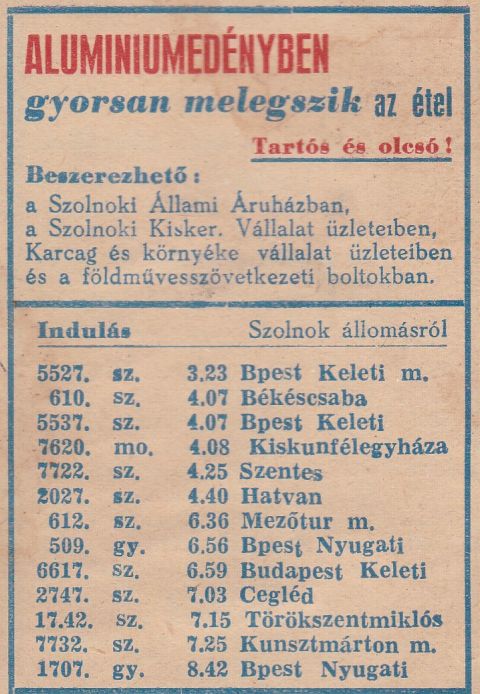 ALUMINIUMEDÉNYBEN
gyorsan melegszik az étel
Tartós és olcsó!
Beszerezhető:
a Szolnoki Állami Áruházban,
a Szolnoki Kisker. Vállalat üzleteiben,
Karcag és környéke vállalat üzleteiben
és a földművesszövetkezeti boltokban.
Indulás Szolnok állomásról
5527. sz. 3.23 Bpest Keleti m.
610. sz. 4.07 Békéscsaba
5537. sz. 4.07 Bpest Keleti
7620. mo. 4.08 Kiskunfélegyháza
7722. sz. 4.25 Szentes
2027. sz. 4.40 Hatvan
612. sz. 6.36 Mezőtur m.
509. gy. 6.56 Bpest Nyugati
6617. sz. 6.59 Budapest Keleti
2747. sz. 7.03 Cegléd
17.42. sz. 7.15 Törökszentmiklós
7732. sz. 7.25 Kunsztmárton m.
1707. gy. 8.42 Bpest Nyugati